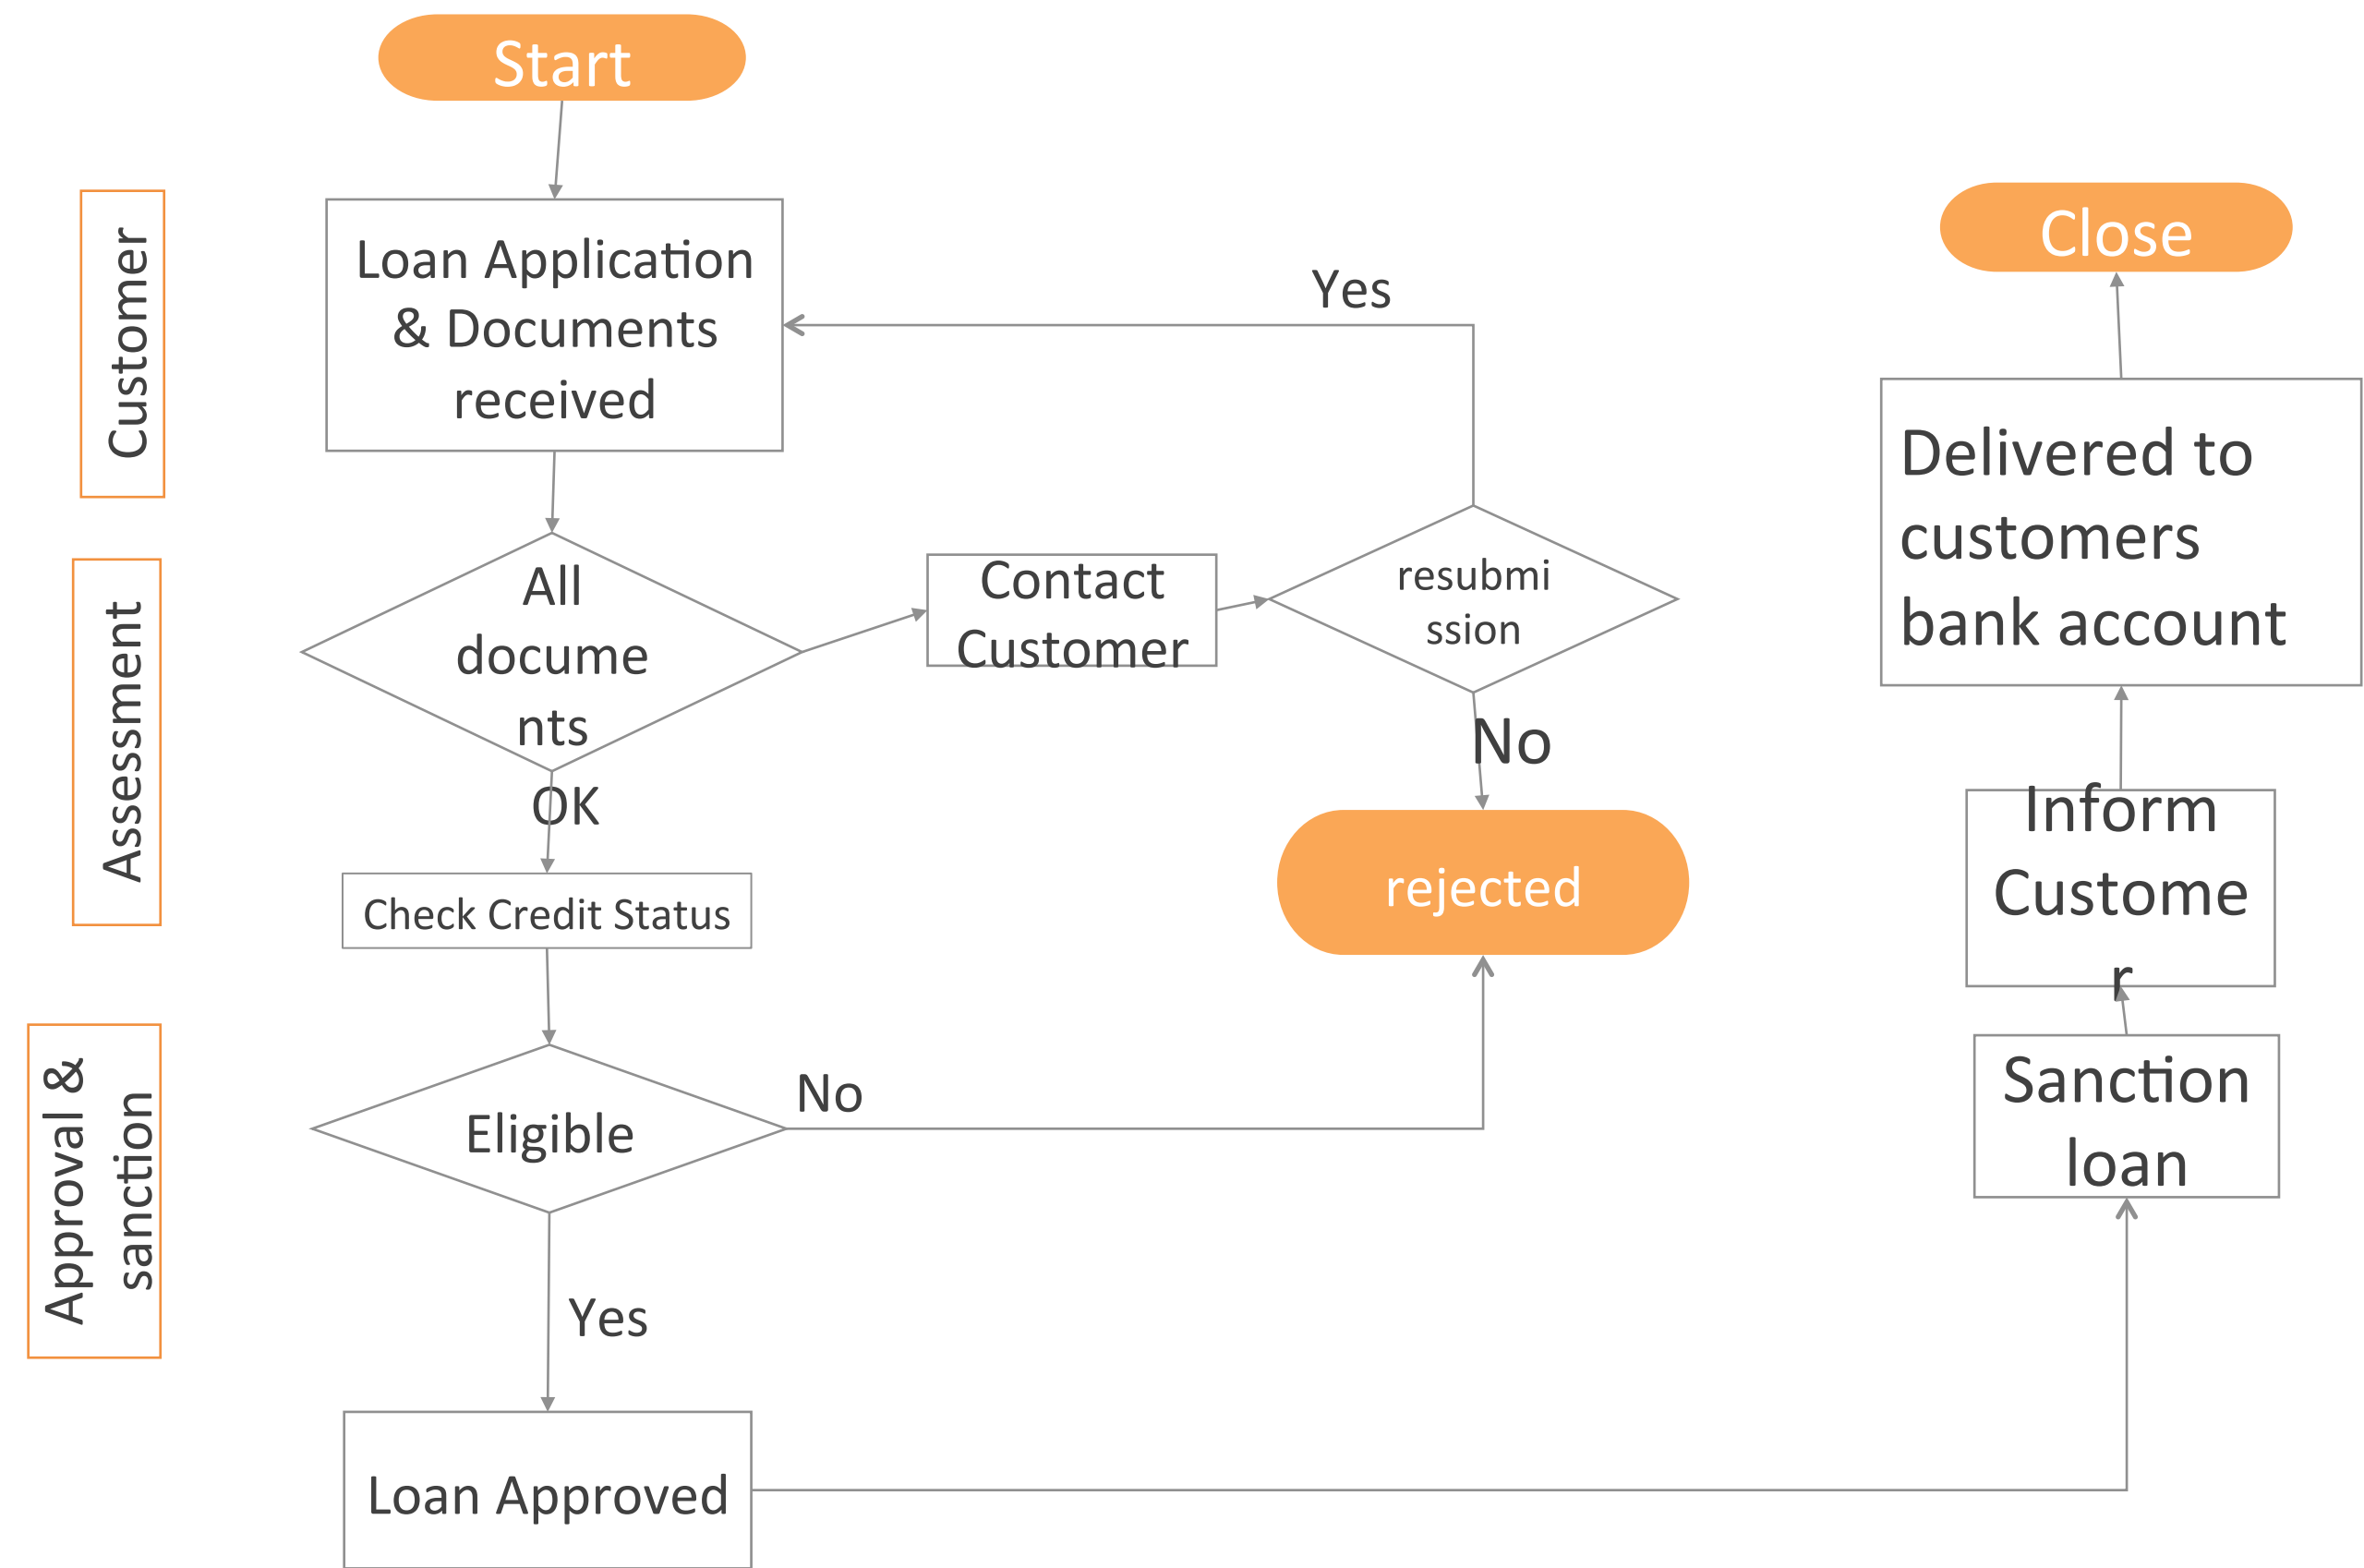 Start
Customer
Loan Application
& Documents
received
Yes
Close
Delivered to
customers
bank account
Assessment
All
docume
nts
Contact
Customer
resubmi
ssion
No
OK
Check Credit Status
rejected
Inform
Custome
r
Approval &
sanction
Eligible
No
Sanction
loan
Yes
Loan Approved